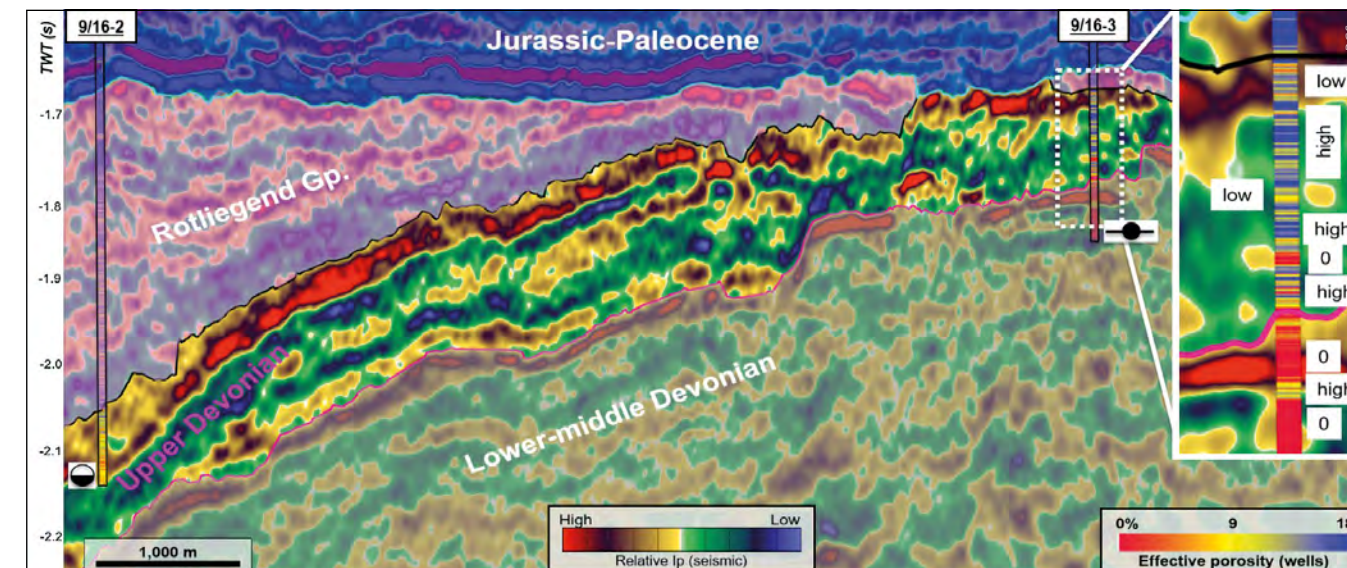 9/16-2
9/16-3
TWT (s)
Jurassic-Paleocene
Rotliegend Gp.
Upper Devonian
Lower-middle Devonian
-1.7
-1.8
-1.9
-2.0
-2.1
-2.2
low
high
low
high
0
high
0
high
0
1,000 m
High Low
Relative Ip (seismic)
0% 9 18
Effective porosity (wells)